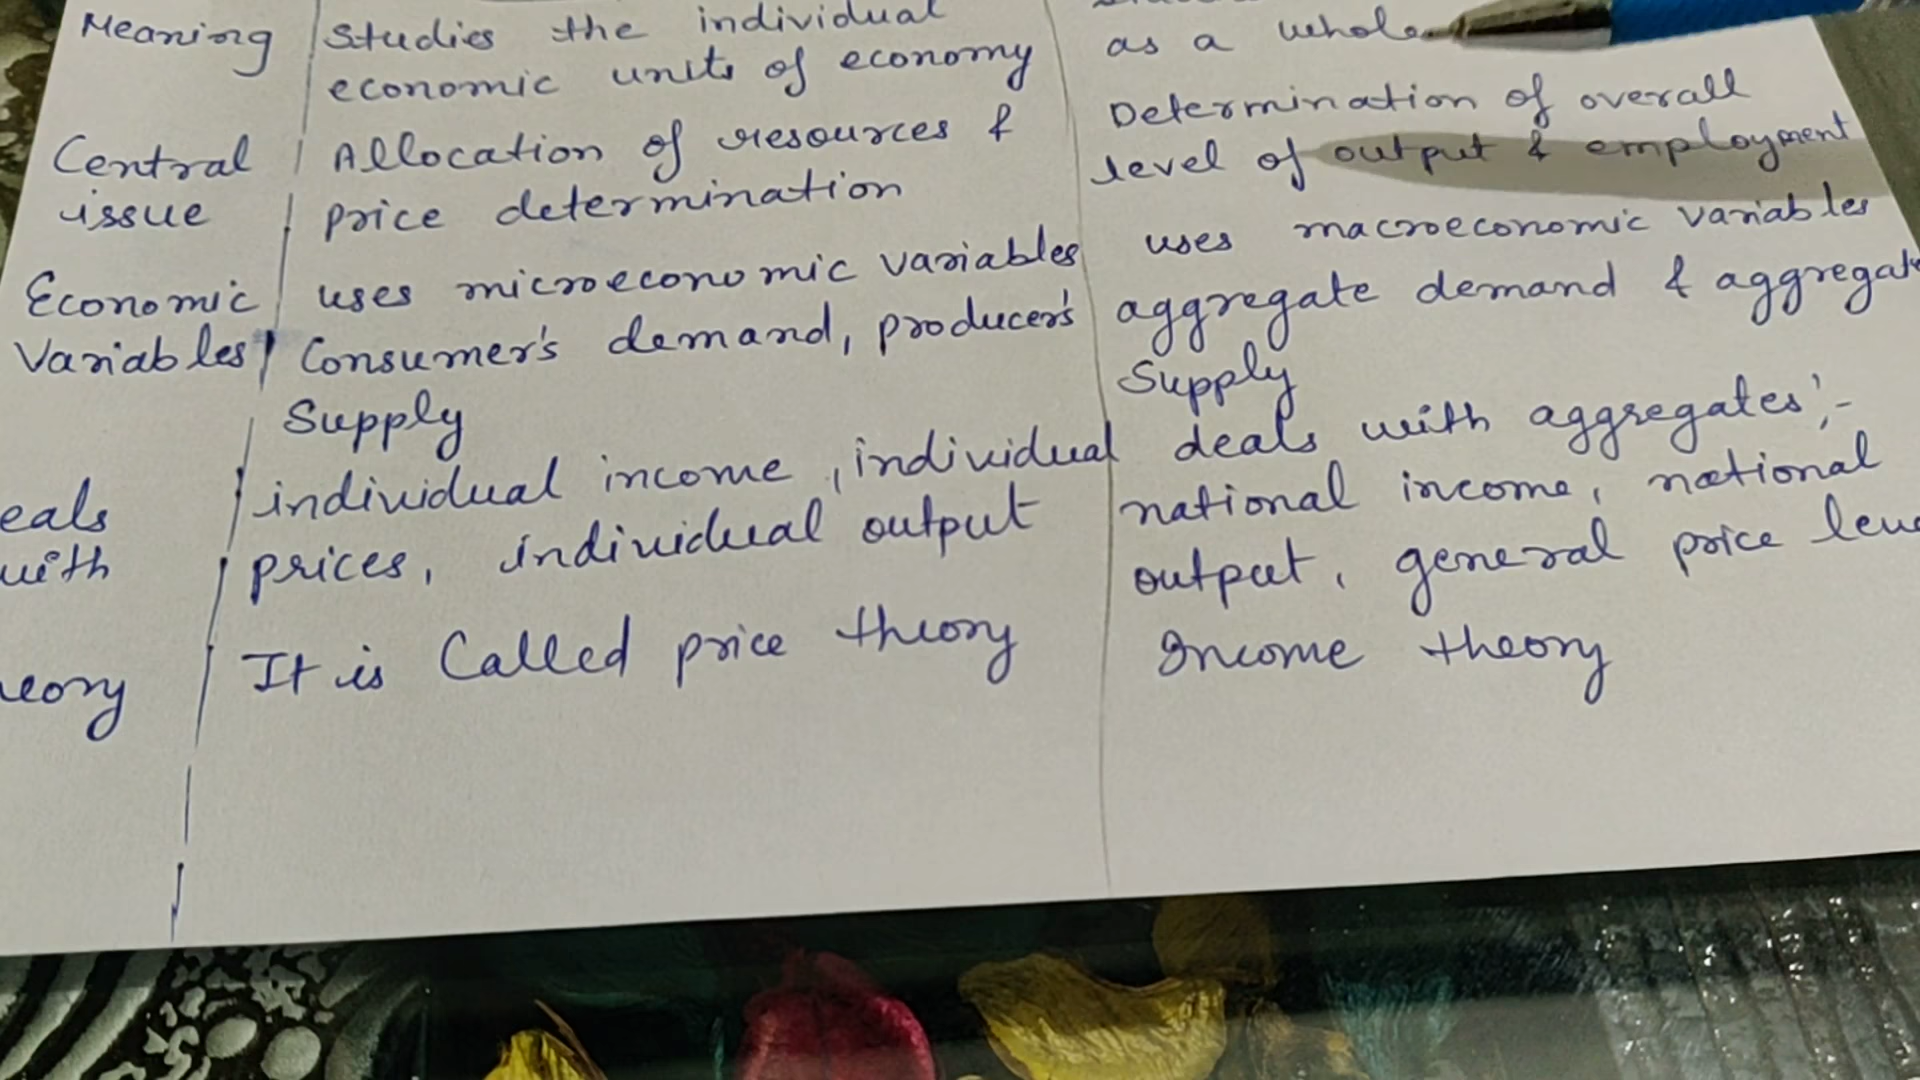 Meaning studies the individual
economic units of economy
as a whole
Central issue
Allocation of resources &
price determination
Determination of overall
level of output & employment
Economic Variables
uses microeconomic variables
Consumer's demand, producer's
Supply
uses macroeconomic variables
aggregate demand & aggregat
Supply
eals
with
individual income, individual
prices, individual output
deals with aggregates:-
national income, national
output, general price leve
eory
It is Called price theory
Income theory